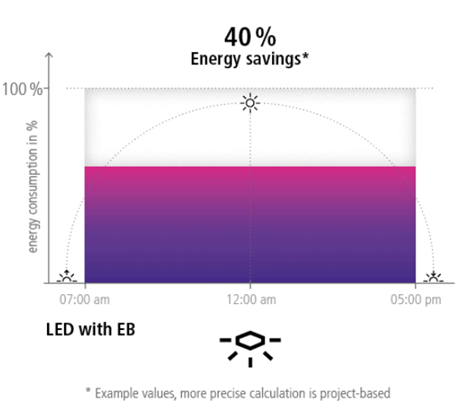 40 %
Energy savings*
100 %
energy consumption in %
07:00 am
12:00 am
05:00 pm
LED with EB
* Example values, more precise calculation is project-based